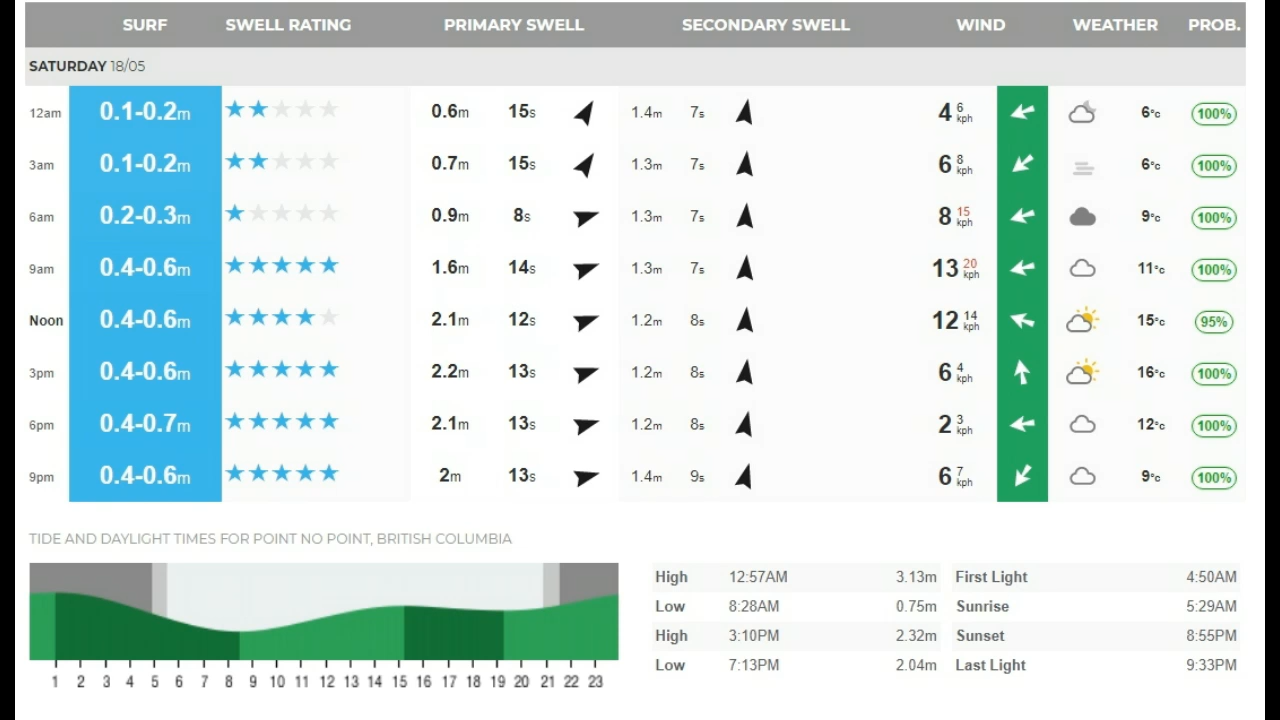 SURF SWELL RATING PRIMARY SWELL SECONDARY SWELL WIND WEATHER PROB.
SATURDAY 18/05
12am 0.1-0.2m 0.6m 15s 1.4m 7s 4 6 kph 6°c 100%
3am 0.1-0.2m 0.7m 15s 1.3m 7s 6 8 kph 6°c 100%
6am 0.2-0.3m 0.9m 8s 1.3m 7s 8 15 kph 9°c 100%
9am 0.4-0.6m 1.6m 14s 1.3m 7s 13 20 kph 11°c 100%
Noon 0.4-0.6m 2.1m 12s 1.2m 8s 12 14 kph 15°c 95%
3pm 0.4-0.6m 2.2m 13s 1.2m 8s 6 4 kph 16°c 100%
6pm 0.4-0.7m 2.1m 13s 1.2m 8s 2 3 kph 12°c 100%
9pm 0.4-0.6m 2m 13s 1.4m 9s 6 7 kph 9°c 100%
TIDE AND DAYLIGHT TIMES FOR POINT NO POINT, BRITISH COLUMBIA
High 12:57AM 3.13m First Light 4:50AM
Low 8:28AM 0.75m Sunrise 5:29AM
High 3:10PM 2.32m Sunset 8:55PM
Low 7:13PM 2.04m Last Light 9:33PM
1 2 3 4 5 6 7 8 9 10 11 12 13 14 15 16 17 18 19 20 21 22 23